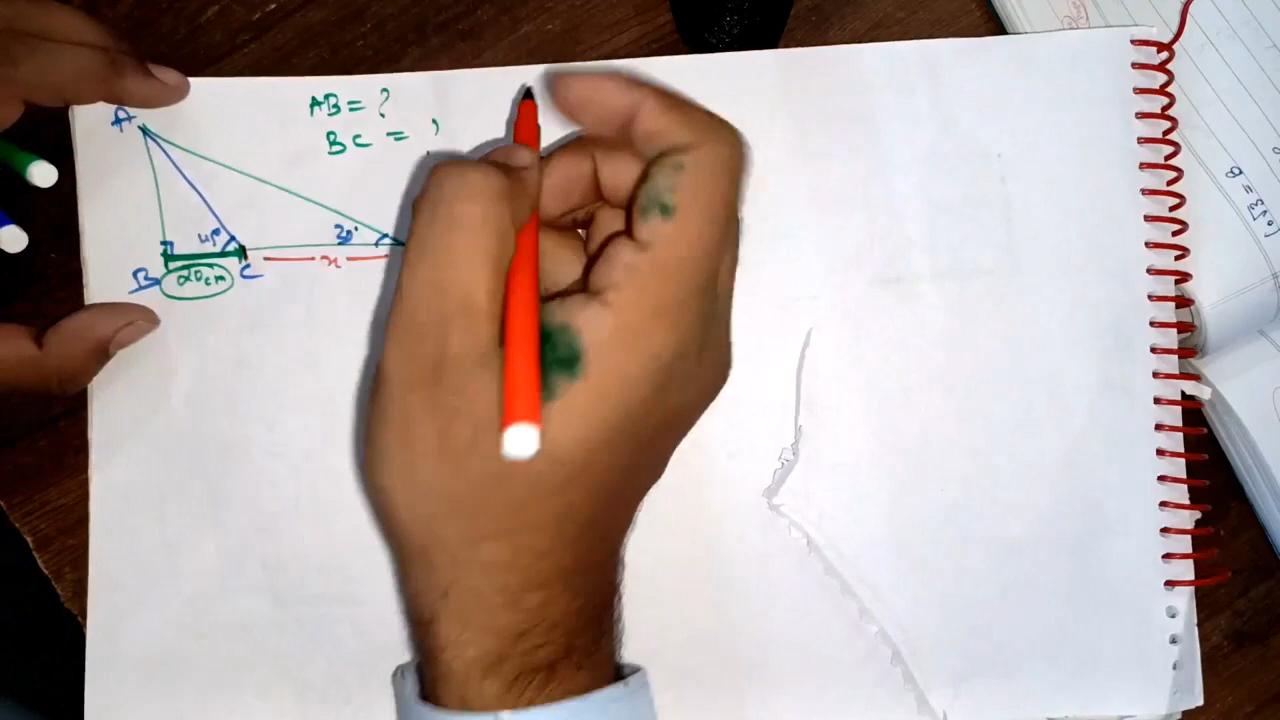 AB = ?
BC = ?
A
45°
30°
B
20cm
C
x